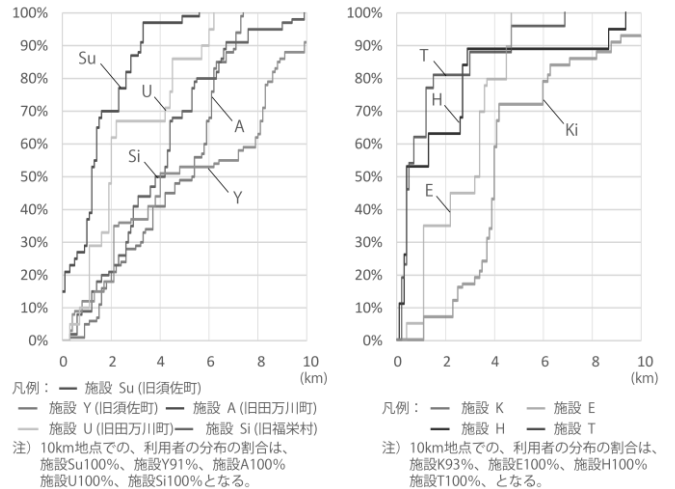 100%
90%
80%
70%
60%
50%
40%
30%
20%
10%
0%
Su
U
A
Si
Y
0 2 4 6 8 10
(km)
凡例： 施設 Su (旧須佐町)
施設 Y (旧須佐町) 施設 A (旧田万川町)
施設 U (旧田万川町) 施設 Si (旧福栄村)
注）10km地点での、利用者の分布の割合は、
施設Su100%、施設Y91%、施設A100%
施設U100%、施設Si100%となる。
100%
90%
80%
70%
60%
50%
40%
30%
20%
10%
0%
T
H
Ki
E
0 2 4 6 8 10
(km)
凡例： 施設 K 施設 E
施設 H 施設 T
注）10km地点での、利用者の分布の割合は、
施設K93%、施設E100%、施設H100%
施設T100%、となる。